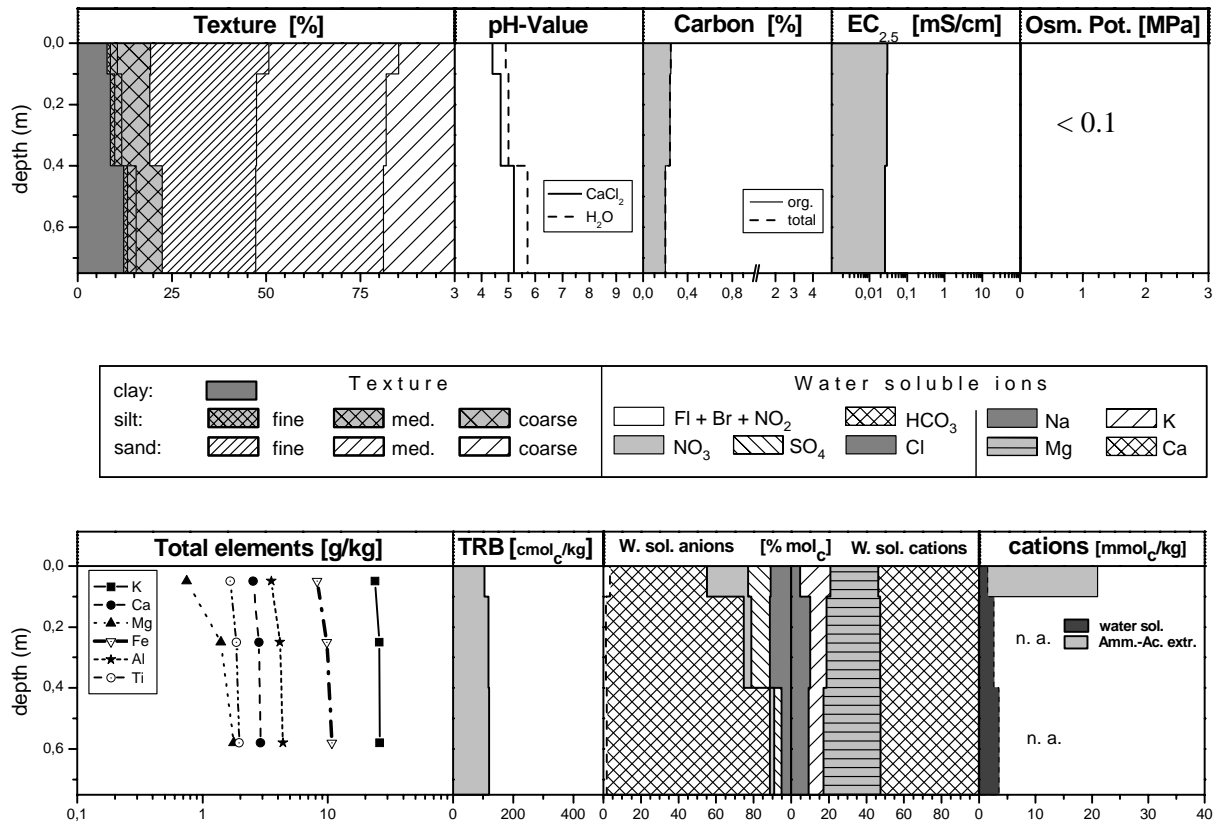 Texture [%] pH-Value Carbon [%] EC2,5 [mS/cm] Osm. Pot. [MPa]
0,0
0,2
0,4
0,6
depth (m)
CaCl2
H2O
org.
total
< 0.1
0 25 50 75 3 4 5 6 7 8 9 0,0 0,4 0,8 2 3 4 0,01 0,1 1 10 0 1 2 3
Texture Water soluble ions
clay:
silt: fine med. coarse
sand: fine med. coarse
Fl + Br + NO2 HCO3 Na K
NO3 SO4 Cl Mg Ca
Total elements [g/kg] TRB [cmolc/kg] W. sol. anions [% molc] W. sol. cations cations [mmolc/kg]
0,0
0,2
0,4
0,6
depth (m)
K
Ca
Mg
Fe
Al
Ti
water sol.
Amm.-Ac. extr.
n. a.
n. a.
0,1 1 10 0 200 400 100 80 60 40 20 0 20 40 60 80 0 10 20 30 40